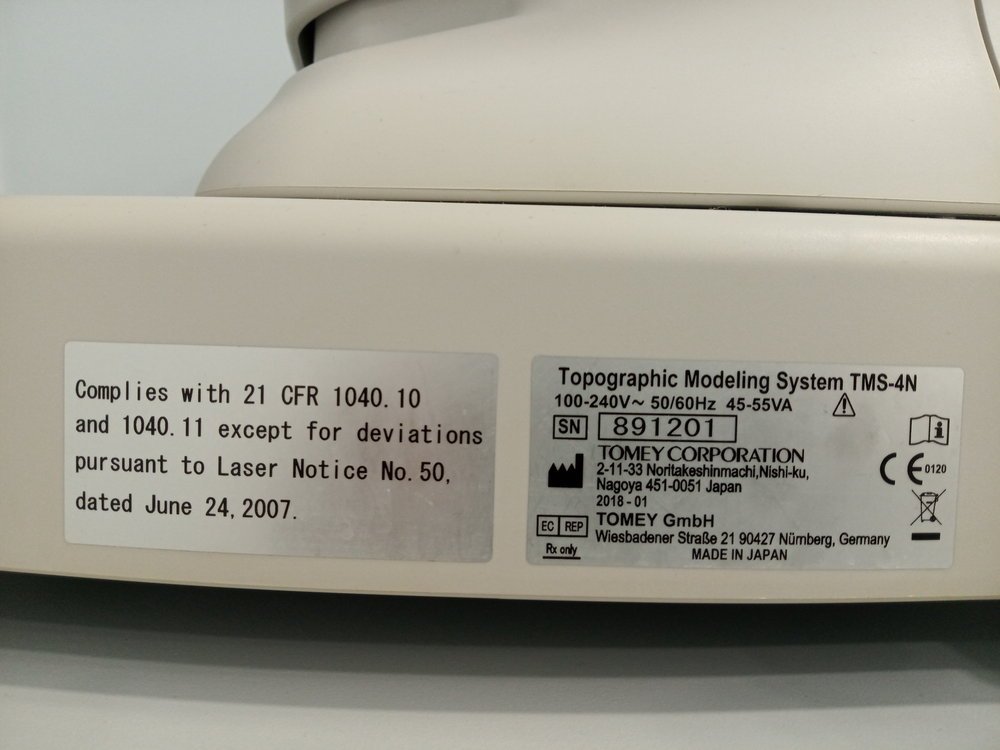 Complies with 21 CFR 1040.10
and 1040.11 except for deviations
pursuant to Laser Notice No.50,
dated June 24,2007.
Topographic Modeling System TMS-4N
100-240V~ 50/60Hz 45-55VA
SN 891201
TOMEY CORPORATION
2-11-33 Noritakeshinmachi,Nishi-ku,
Nagoya 451-0051 Japan
2018-01
CE 0120
EC REP TOMEY GmbH
Wiesbadener Straße 21 90427 Nürnberg, Germany
Rx only
MADE IN JAPAN